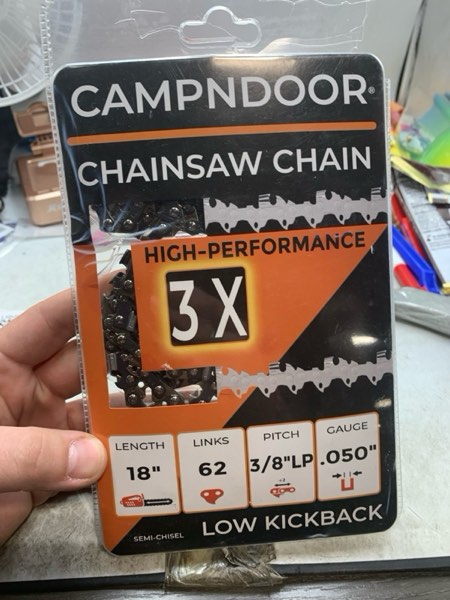 CAMPNDOOR®
CHAINSAW CHAIN
HIGH-PERFORMANCE
3X
LENGTH
18"
LINKS
62
PITCH
3/8"LP
GAUGE
.050"
SEMI-CHISEL
LOW KICKBACK